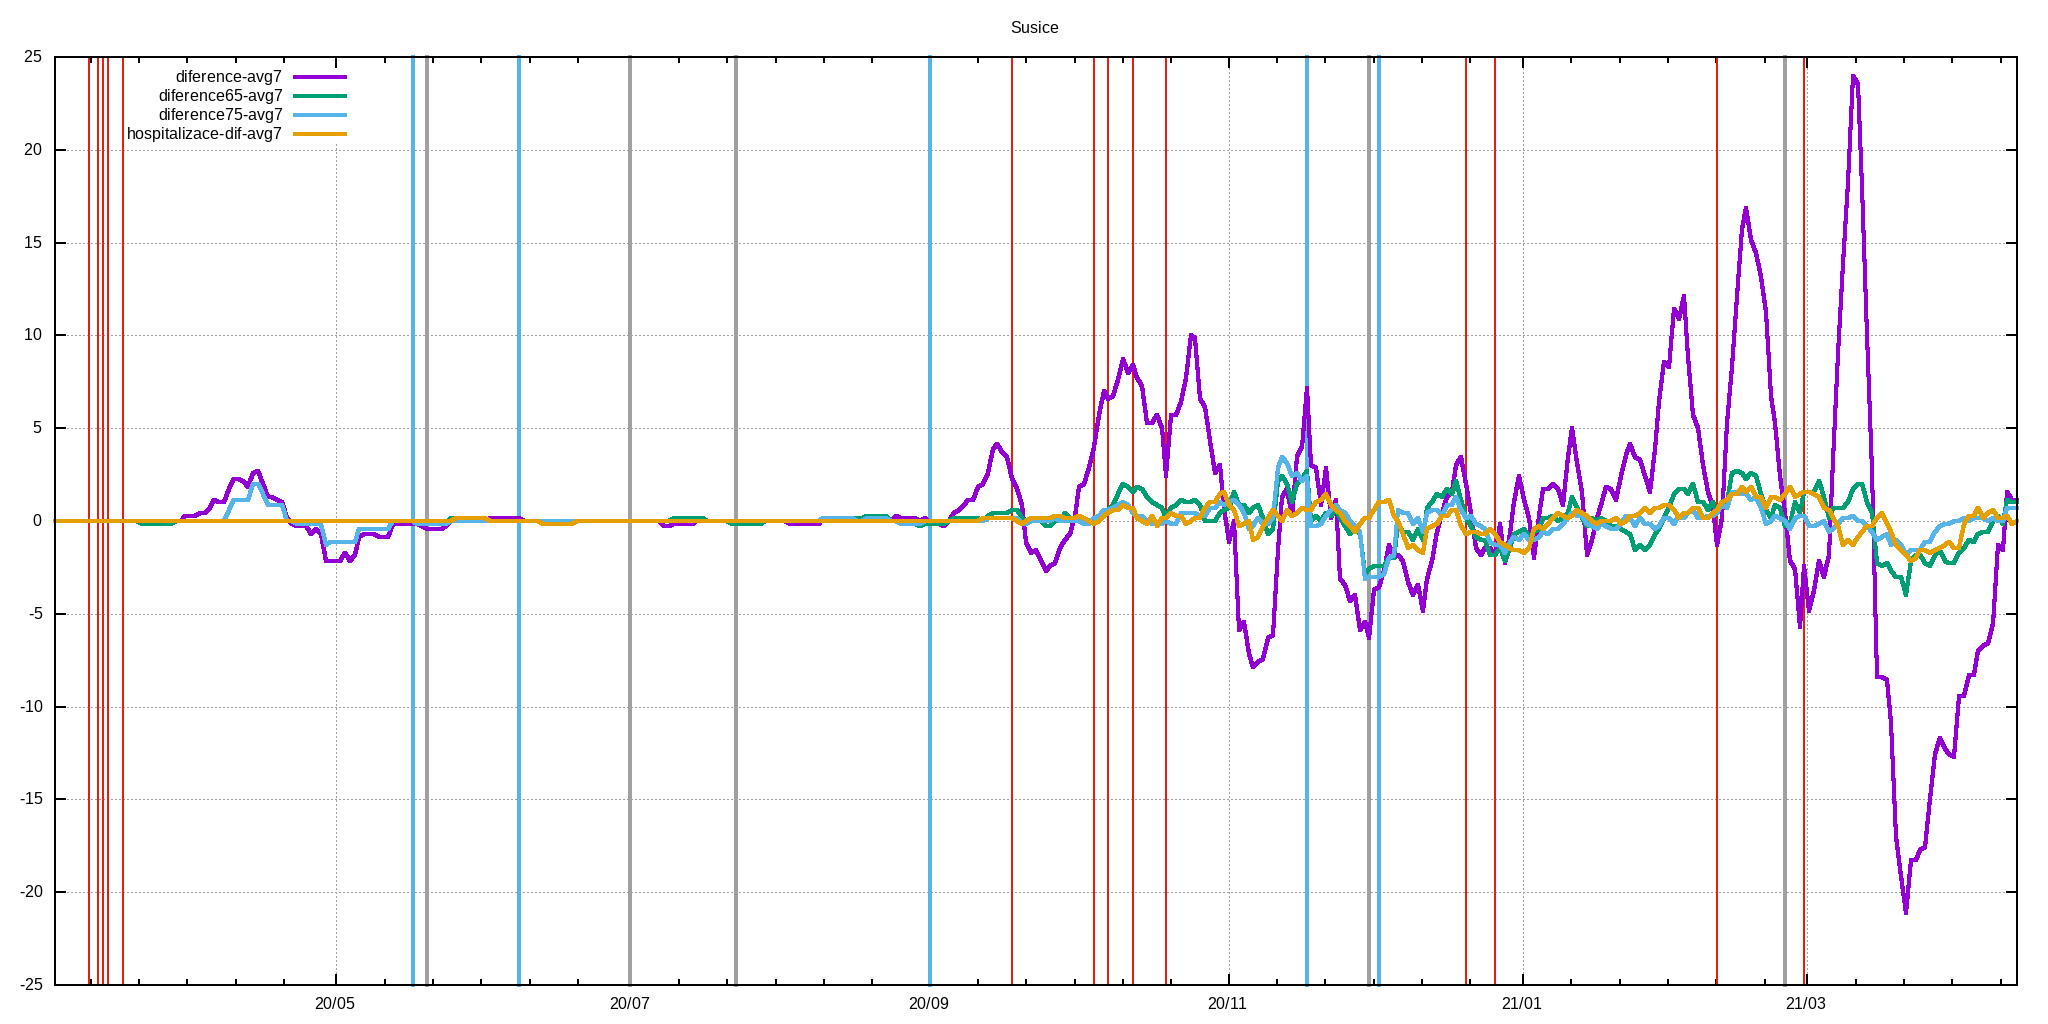 Susice
diference-avg7
diference65-avg7
diference75-avg7
hospitalizace-dif-avg7
25
20
15
10
5
0
-5
-10
-15
-20
-25
20/05 20/07 20/09 20/11 21/01 21/03